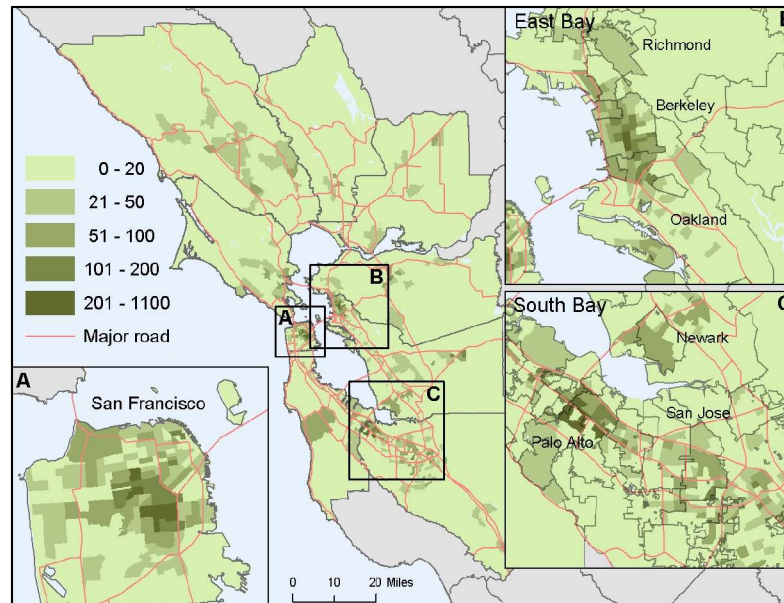 East Bay
B
Richmond
Berkeley
Oakland
0 - 20
21 - 50
51 - 100
101 - 200
201 - 1100
Major road
B
A
C
A
San Francisco
South Bay
C
Newark
San Jose
Palo Alto
0 10 20 Miles